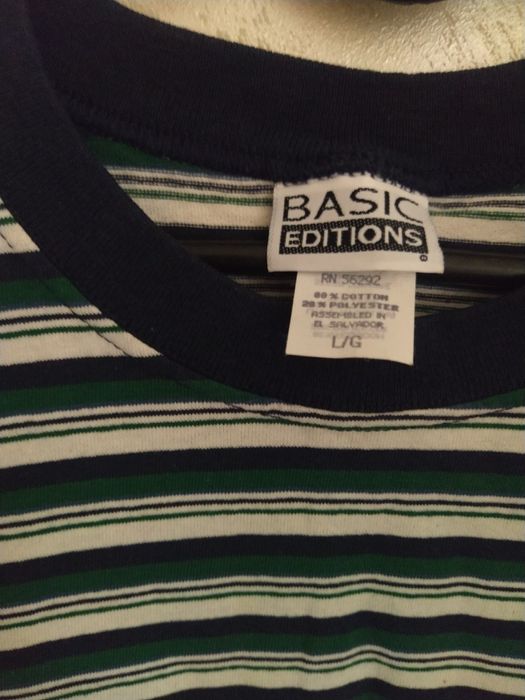 BASIC
EDITIONS
®
RN 56292
80 % COTTON
20 % POLYESTER
ASSEMBLED IN
EL SALVADOR
L/G